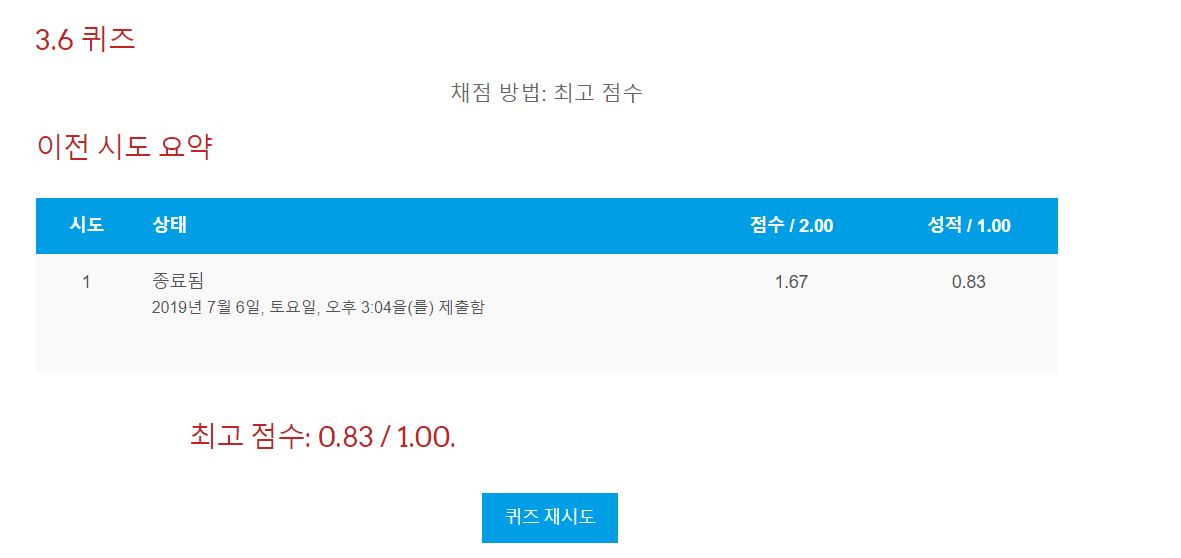 3.6 퀴즈
채점 방법: 최고 점수
이전 시도 요약
시도 상태 점수 / 2.00 성적 / 1.00
1 종료됨 1.67 0.83
2019년 7월 6일, 토요일, 오후 3:04을(를) 제출함
최고 점수: 0.83 / 1.00.
퀴즈 재시도